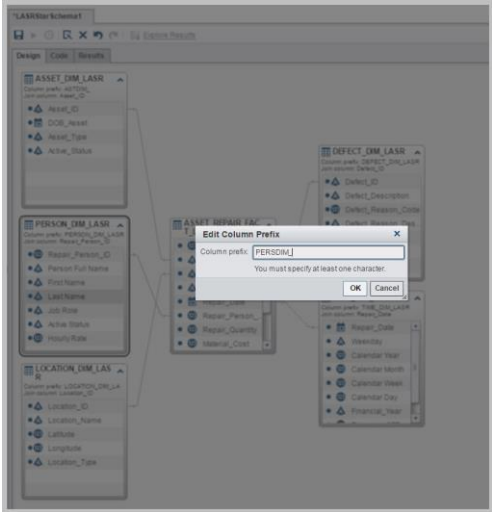 *LASRStarSchema1
Explore Results
Design Code Results
ASSET_DIM_LASR
Column prefix: ASTDIM_
Join column: Asset_ID
Asset_ID
DOB_Asset
Asset_Type
Active_Status
PERSON_DIM_LASR
Column prefix: PERSON_DIM_LASR
Join column: Repair_Person_ID
Repair_Person_ID
Person Full Name
First Name
Last Name
Job Role
Active Status
Hourly Rate
LOCATION_DIM_LAS
R
Column prefix: LOCATION_DIM_LA
Join column: Location_ID
Location_ID
Location_Name
Latitude
Longitude
Location_Type
ASSET_REPAIR_FAC
Repair_Date
Repair_Person_
Repair_Quantity
Material_Cost
DEFECT_DIM_LASR
Column prefix: DEFECT_DIM_LASR
Join column: Defect_ID
Defect_ID
Defect_Description
Defect_Reason_Code
Defect_Reason_Des
Edit Column Prefix
Column prefix: PERSDIM_
You must specify at least one character.
OK Cancel
Column prefix: TIME_DIM_LASR
Join column: Repair_Date
Repair_Date
Weekday
Calendar Year
Calendar Month
Calendar Week
Calendar Day
Financial_Year